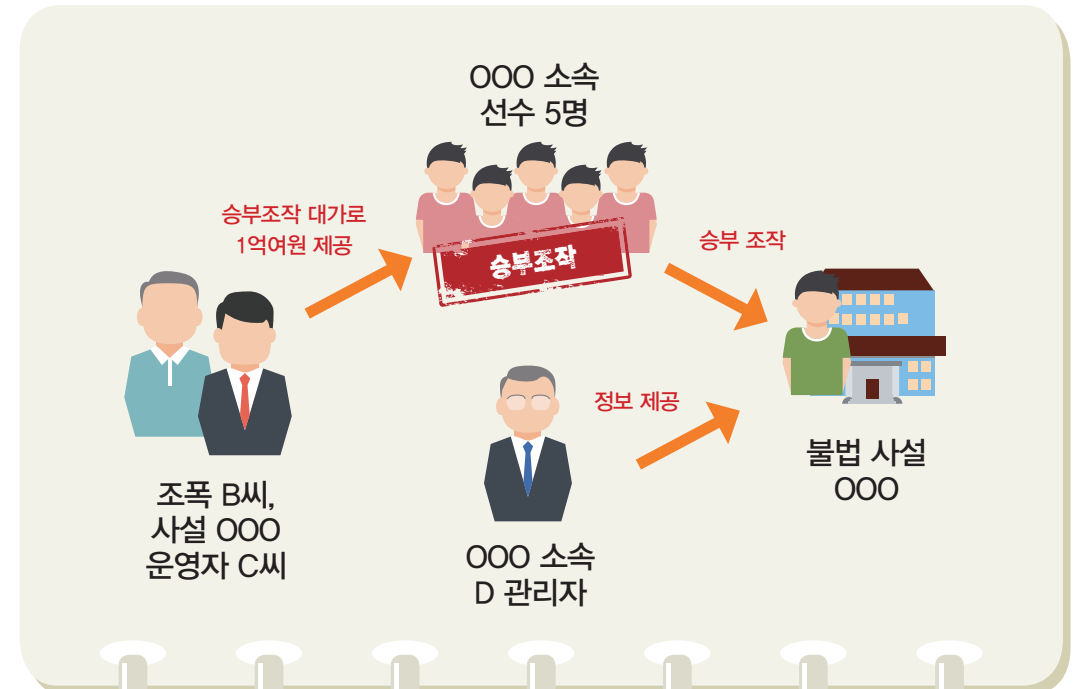 OOO 소속
선수 5명
승부조작 대가로
1억여원 제공
승부조작
승부 조작
조폭 B씨,
사설 OOO
운영자 C씨
정보 제공
OOO 소속
D 관리자
불법 사설
OOO